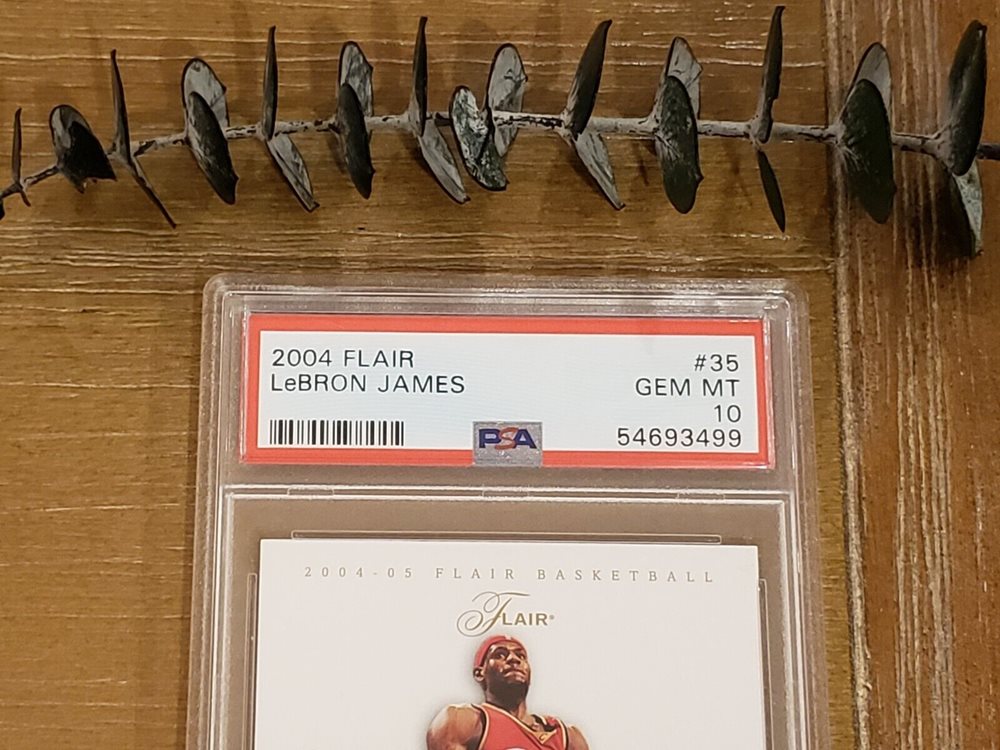 2004 FLAIR
LeBRON JAMES
#35
GEM MT
10
54693499
PSA
2004-05 FLAIR BASKETBALL
FLAIR®